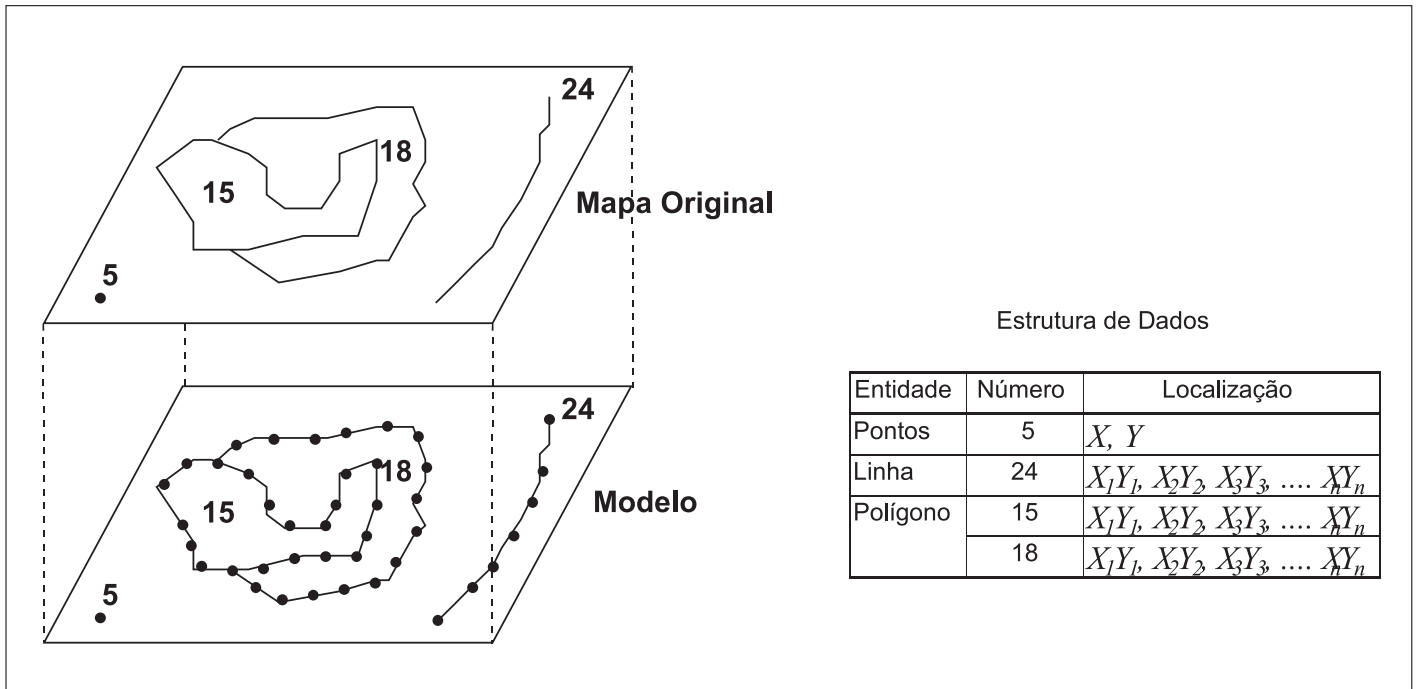 24
18
15
Mapa Original
5
24
18
15
Modelo
5
Estrutura de Dados
Entidade Número Localização
Pontos 5 X, Y
Linha 24 X₁Y₁, X₂Y₂, X₃Y₃, .... XₙYₙ
Polígono 15 X₁Y₁, X₂Y₂, X₃Y₃, .... XₙYₙ
18 X₁Y₁, X₂Y₂, X₃Y₃, .... XₙYₙ